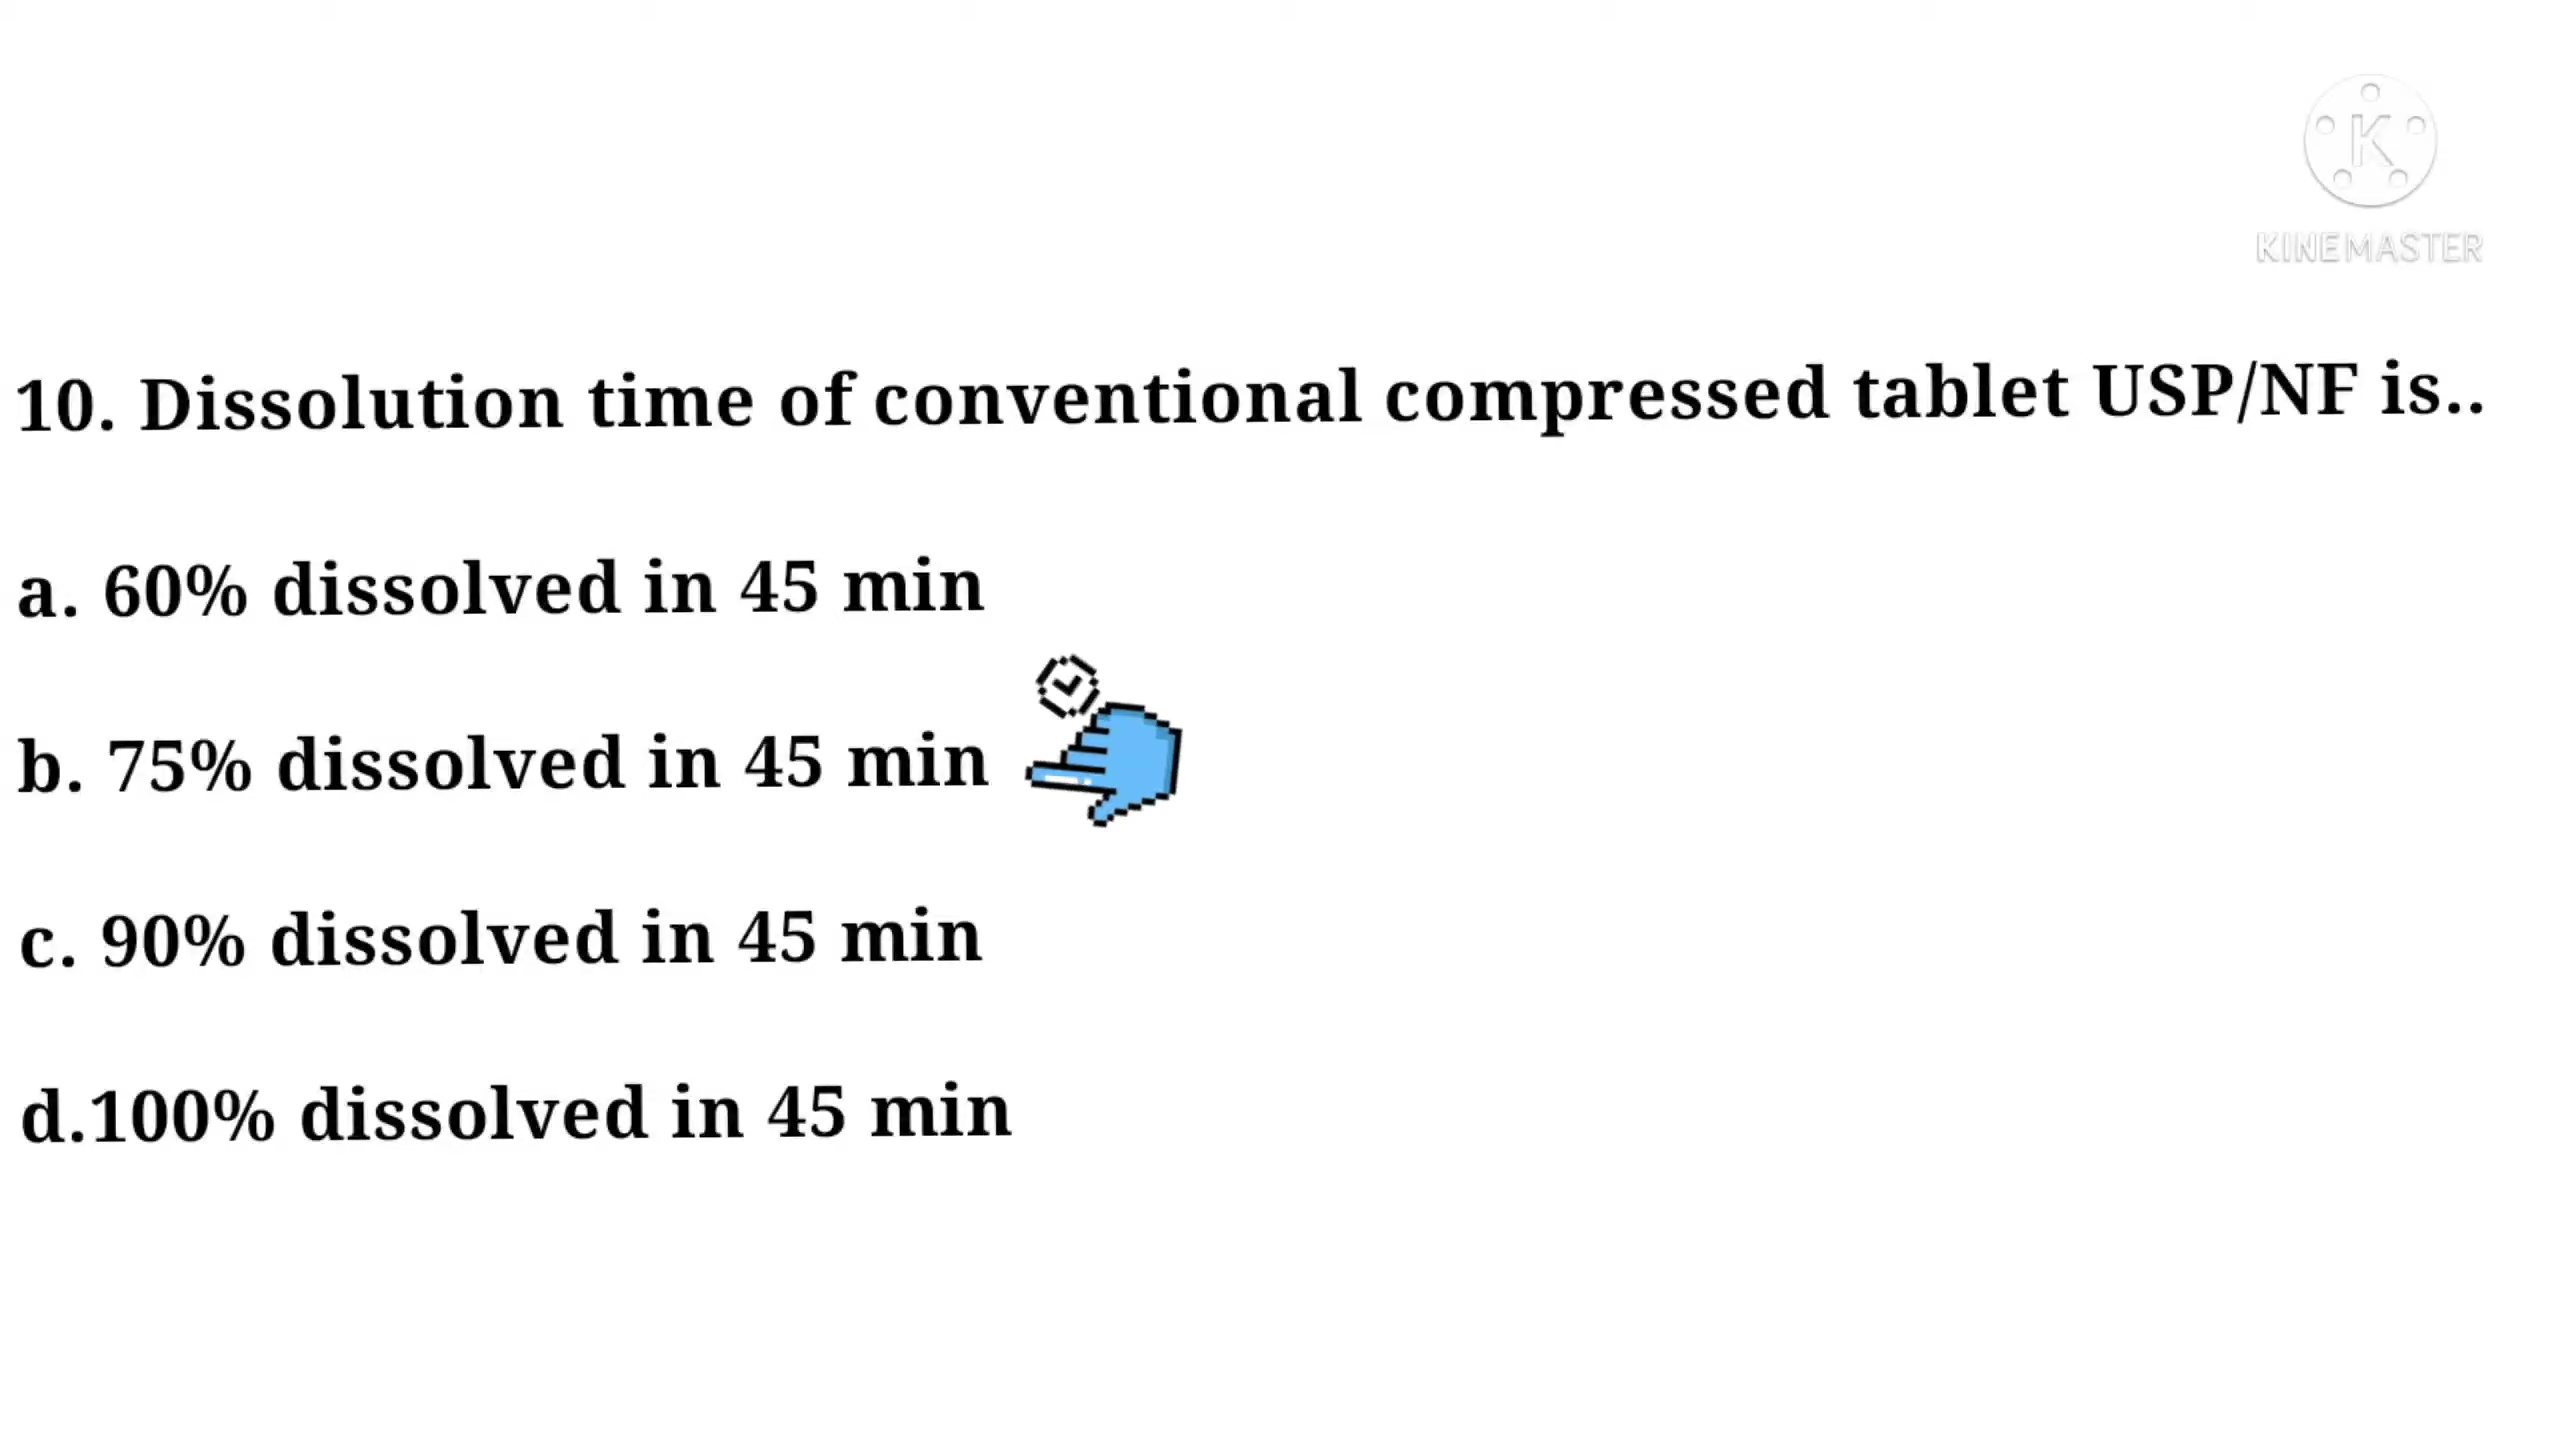 K
KINEMASTER
10. Dissolution time of conventional compressed tablet USP/NF is..
a. 60% dissolved in 45 min
b. 75% dissolved in 45 min
c. 90% dissolved in 45 min
d.100% dissolved in 45 min